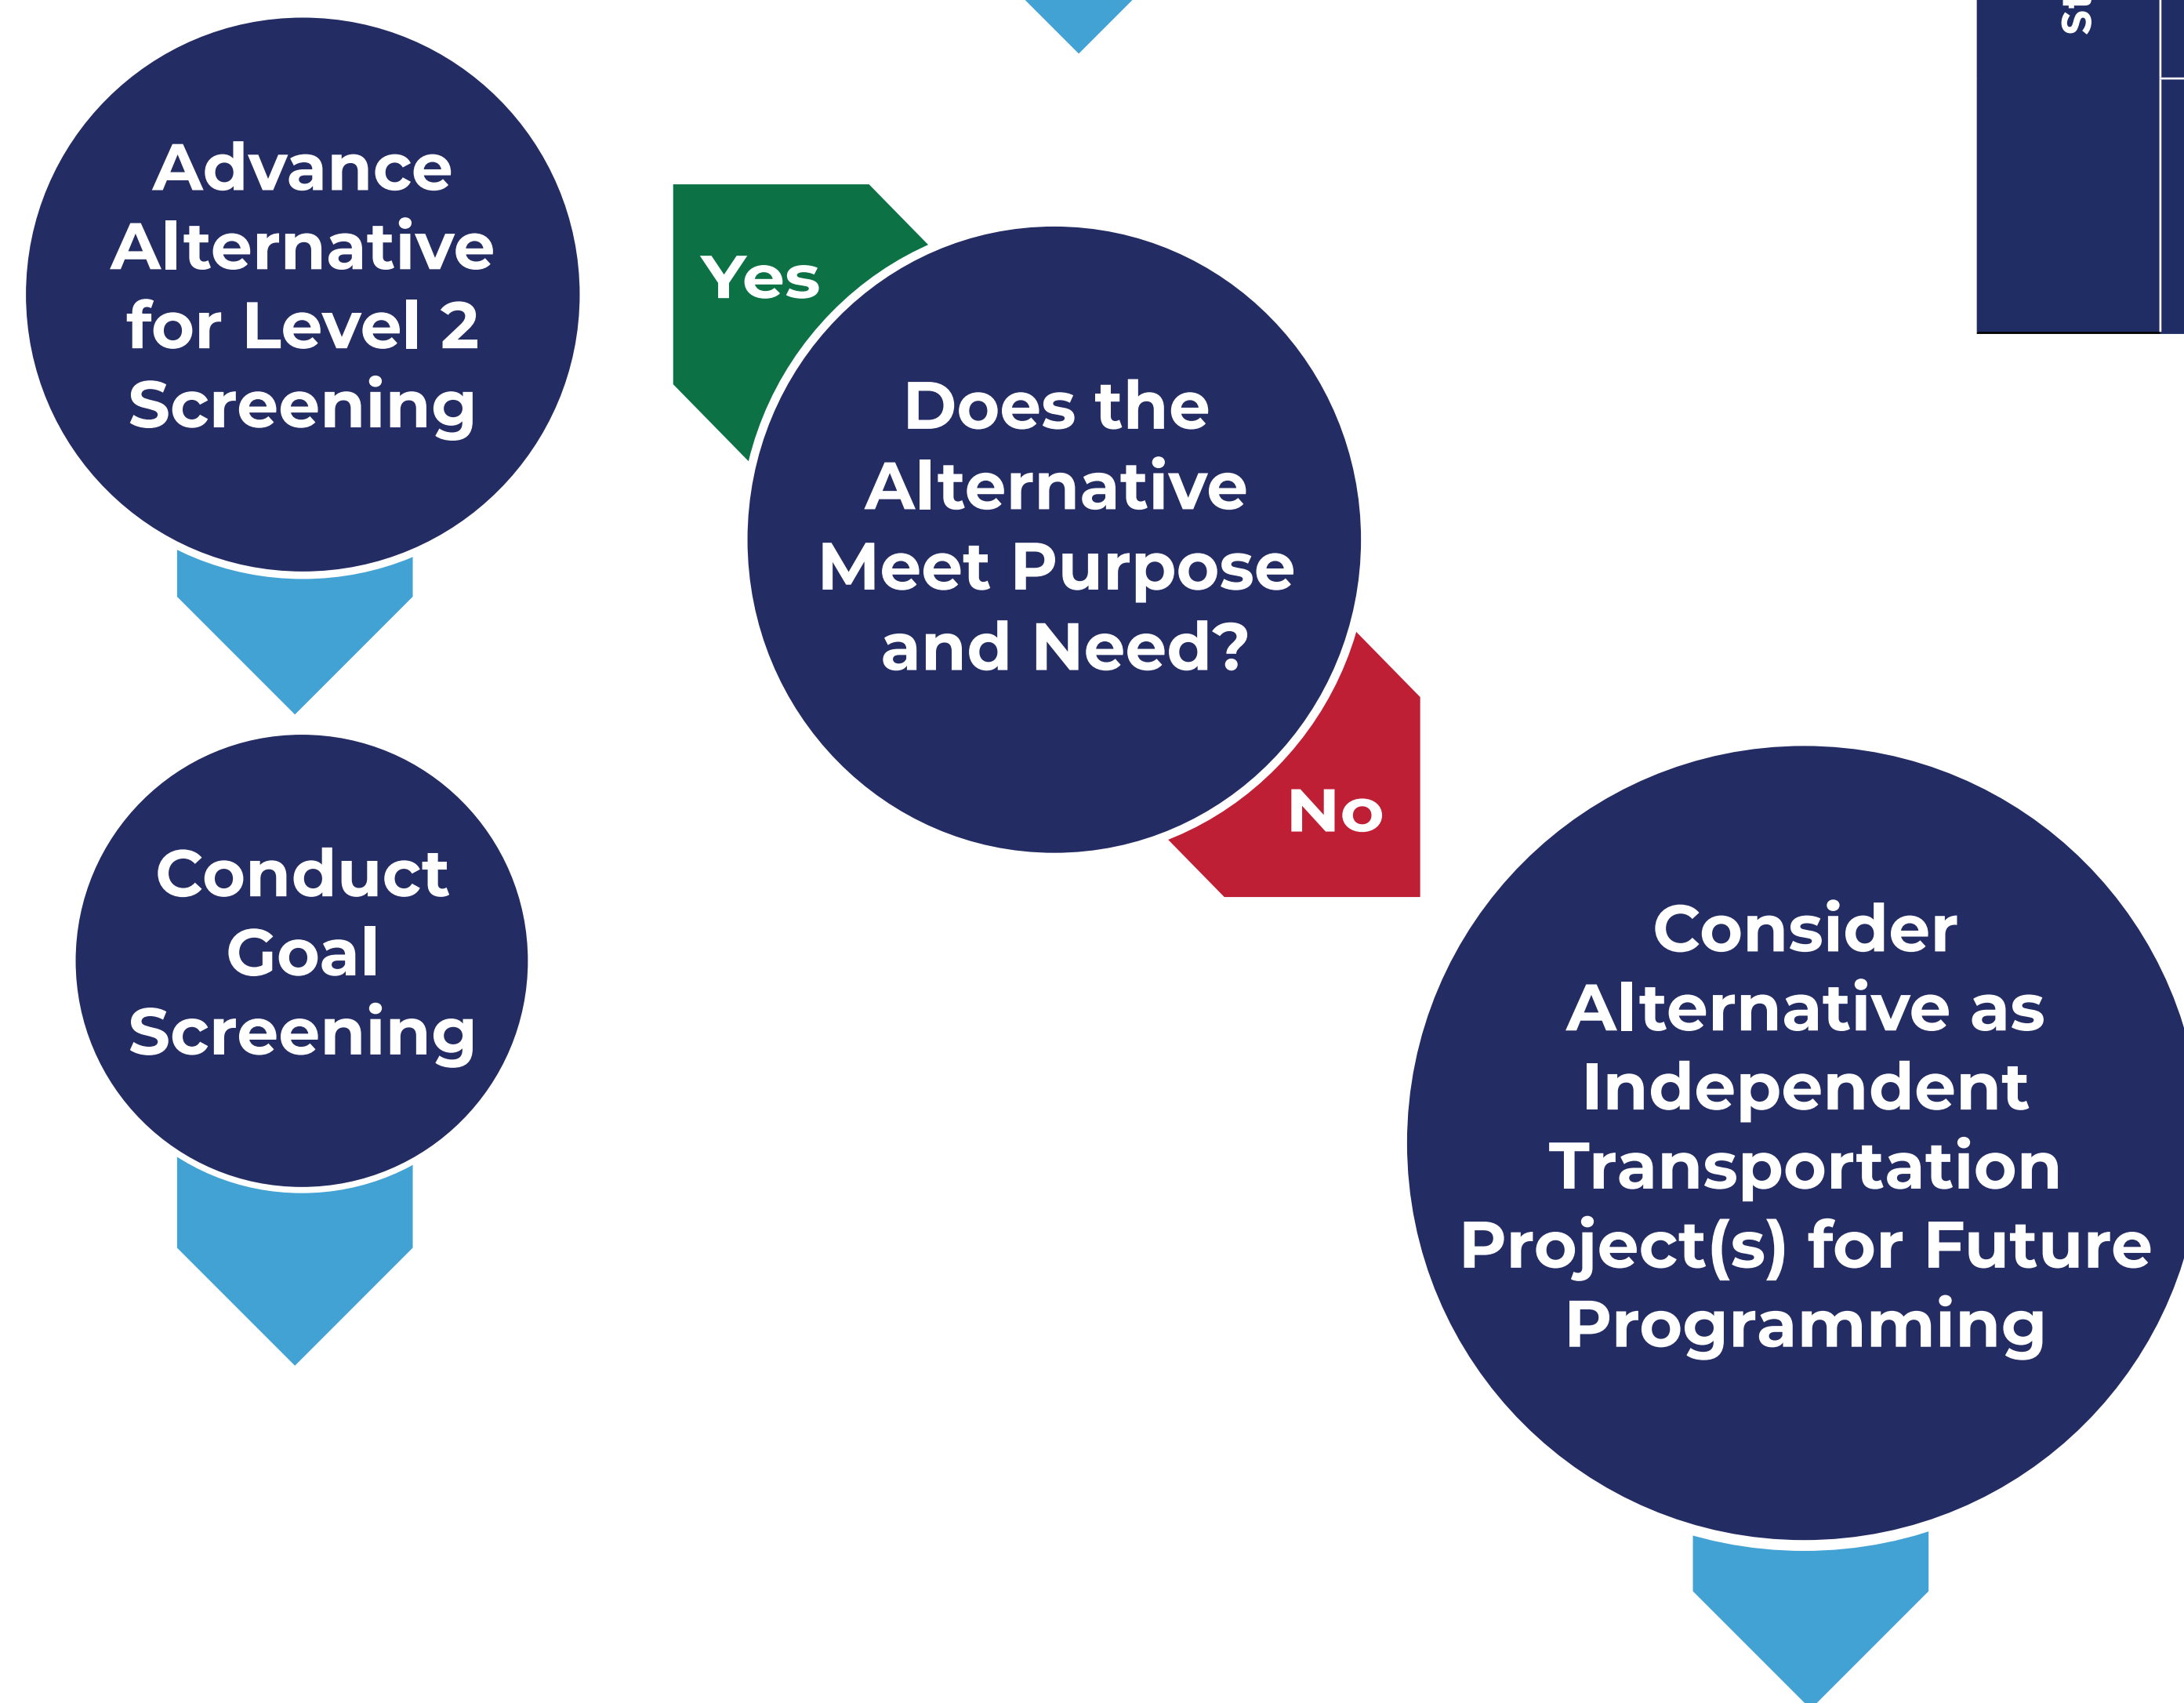 Advance
Alternative
for Level 2
Screening
Yes
Does the
Alternative
Meet Purpose
and Need?
No
Conduct
Goal
Screening
Consider
Alternative as
Independent
Transportation
Project(s) for Future
Programming